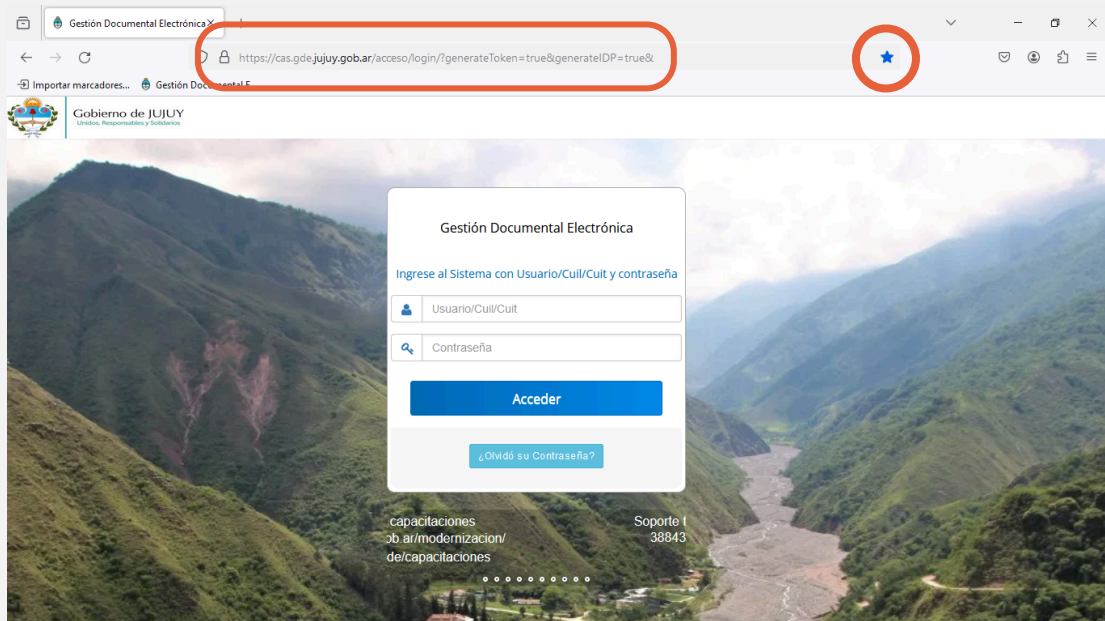 Gestión Documental Electrónica
https://cas.gde.jujuy.gob.ar/acceso/login/?generateToken=true&generateIDP=true&
Importar marcadores...
Gestión Documental E
Gobierno de JUJUY
Unidos, Responsables y Solidarios
Gestión Documental Electrónica
Ingrese al Sistema con Usuario/Cuil/Cuit y contraseña
Usuario/Cuil/Cuit
Contraseña
Acceder
¿Olvidó su Contraseña?
capacitaciones
ob.ar/modernizacion/
de/capacitaciones
Soporte t
38843